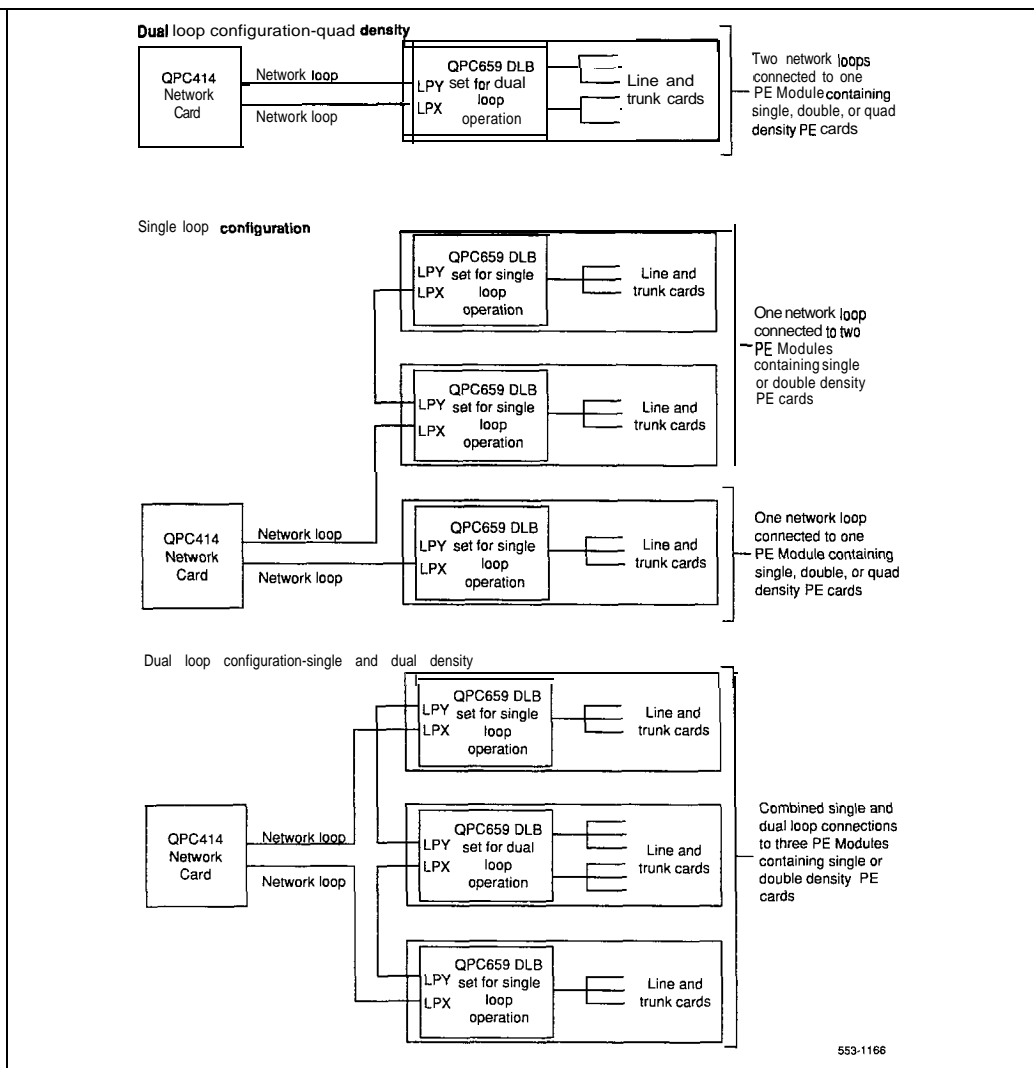 Dual loop configuration-quad density
QPC414
Network
Card
Network loop
Network loop
LPY
LPX
QPC659 DLB
set for dual
loop
operation
Line and
trunk cards
Two network loops
connected to one
PE Module containing
single, double, or quad
density PE cards
Single loop configuration
LPY
LPX
QPC659 DLB
set for single
loop
operation
Line and
trunk cards
One network loop
connected to two
PE Modules
containing single
or double density
PE cards
LPY
LPX
QPC659 DLB
set for single
loop
operation
Line and
trunk cards
QPC414
Network
Card
Network loop
Network loop
LPY
LPX
QPC659 DLB
set for single
loop
operation
Line and
trunk cards
One network loop
connected to one
PE Module containing
single, double, or quad
density PE cards
Dual loop configuration-single and dual density
LPY
LPX
QPC659 DLB
set for single
loop
operation
Line and
trunk cards
QPC414
Network
Card
Network loop
Network loop
LPY
LPX
QPC659 DLB
set for dual
loop
operation
Line and
trunk cards
Combined single and
dual loop connections
to three PE Modules
containing single or
double density PE
cards
LPY
LPX
QPC659 DLB
set for single
loop
operation
Line and
trunk cards
553-1166